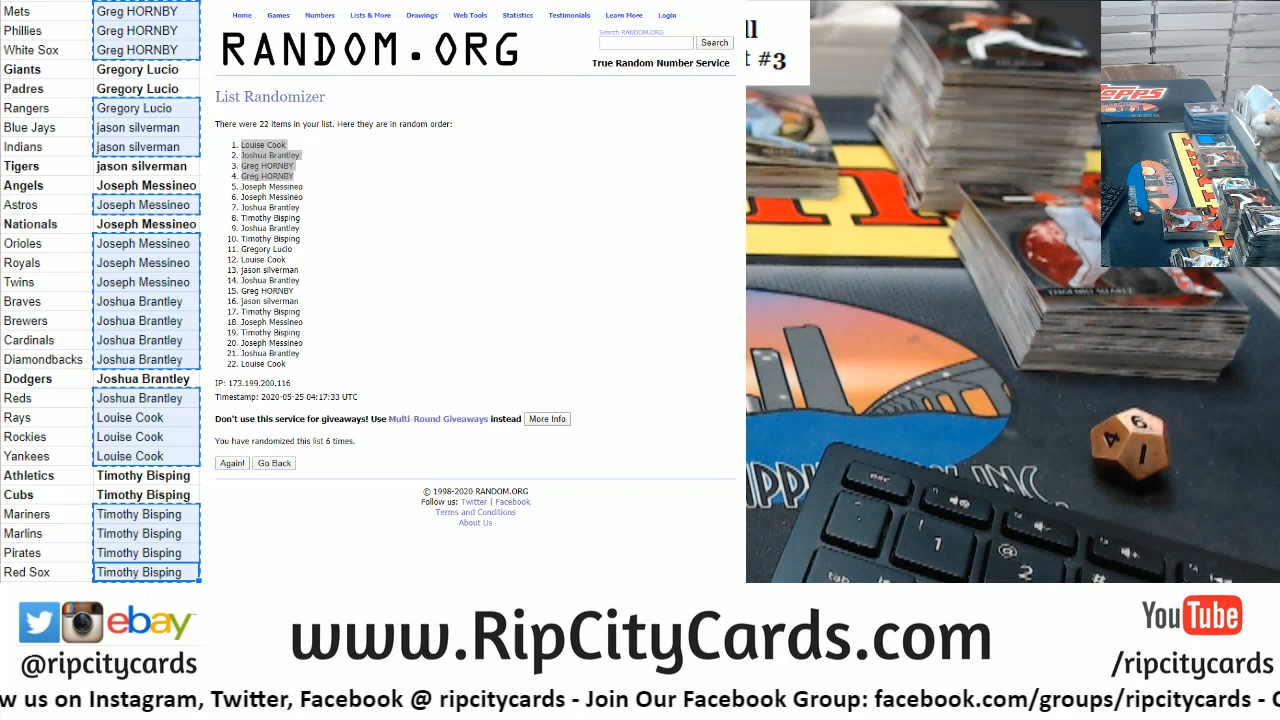 Mets Greg HORNBY
Phillies Greg HORNBY
White Sox Greg HORNBY
Giants Gregory Lucio
Padres Gregory Lucio
Rangers Gregory Lucio
Blue Jays jason silverman
Indians jason silverman
Tigers jason silverman
Angels Joseph Messineo
Astros Joseph Messineo
Nationals Joseph Messineo
Orioles Joseph Messineo
Royals Joseph Messineo
Twins Joseph Messineo
Braves Joshua Brantley
Brewers Joshua Brantley
Cardinals Joshua Brantley
Diamondbacks Joshua Brantley
Dodgers Joshua Brantley
Reds Joshua Brantley
Rays Louise Cook
Rockies Louise Cook
Yankees Louise Cook
Athletics Timothy Bisping
Cubs Timothy Bisping
Mariners Timothy Bisping
Marlins Timothy Bisping
Pirates Timothy Bisping
Red Sox Timothy Bisping
Home Games Numbers Lists & More Drawings Web Tools Statistics Testimonials Learn More Login
RANDOM.ORG
Search RANDOM.ORG
Search
True Random Number Service
List Randomizer
There were 22 items in your list. Here they are in random order:
1. Louise Cook
2. Joshua Brantley
3. Greg HORNBY
4. Greg HORNBY
5. Joseph Messineo
6. Joseph Messineo
7. Joshua Brantley
8. Timothy Bisping
9. Joshua Brantley
10. Timothy Bisping
11. Gregory Lucio
12. Louise Cook
13. jason silverman
14. Joshua Brantley
15. Greg HORNBY
16. jason silverman
17. Timothy Bisping
18. Joseph Messineo
19. Timothy Bisping
20. Joseph Messineo
21. Joshua Brantley
22. Louise Cook
IP: 173.199.200.116
Timestamp: 2020-05-25 04:17:33 UTC
Don't use this service for giveaways! Use Multi-Round Giveaways instead More Info
You have randomized this list 6 times.
Again! Go Back
© 1998-2020 RANDOM.ORG
Follow us: Twitter | Facebook
Terms and Conditions
About Us
ll
t #3
topps
6
4 1
esc
1
@
2
#
tab
ebay
@ripcitycards
www.RipCityCards.com
YouTube
/ripcitycards
w us on Instagram, Twitter, Facebook @ ripcitycards - Join Our Facebook Group: facebook.com/groups/ripcitycards -